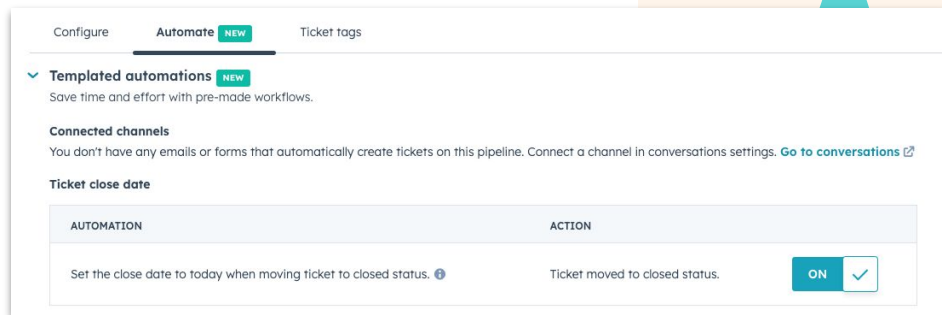 Configure
Automate NEW
Ticket tags
Templated automations NEW
Save time and effort with pre-made workflows.
Connected channels
You don't have any emails or forms that automatically create tickets on this pipeline. Connect a channel in conversations settings. Go to conversations
Ticket close date
AUTOMATION
ACTION
Set the close date to today when moving ticket to closed status.
Ticket moved to closed status.
ON